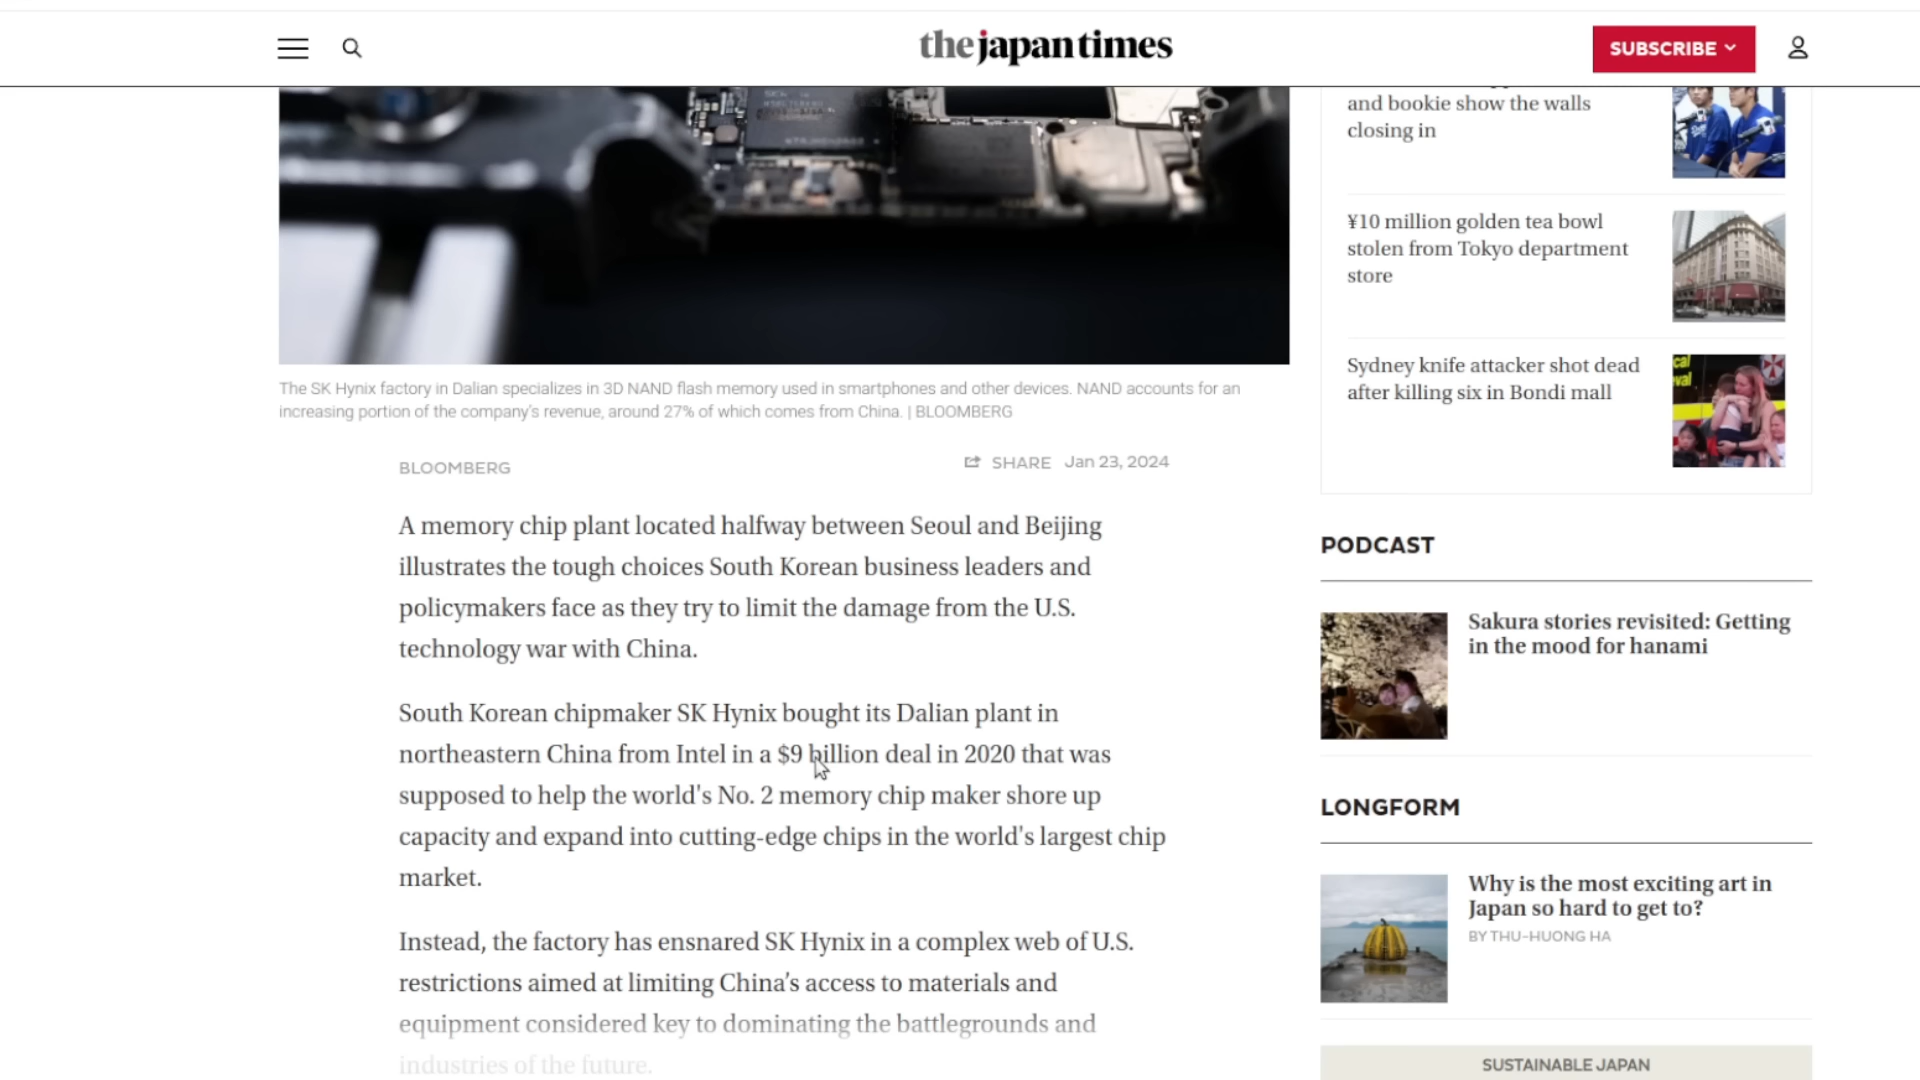 the japan times
SUBSCRIBE
and bookie show the walls
closing in
¥10 million golden tea bowl
stolen from Tokyo department
store
Sydney knife attacker shot dead
after killing six in Bondi mall
The SK Hynix factory in Dalian specializes in 3D NAND flash memory used in smartphones and other devices. NAND accounts for an
increasing portion of the company's revenue, around 27% of which comes from China. | BLOOMBERG
BLOOMBERG
SHARE Jan 23, 2024
A memory chip plant located halfway between Seoul and Beijing
illustrates the tough choices South Korean business leaders and
policymakers face as they try to limit the damage from the U.S.
technology war with China.
South Korean chipmaker SK Hynix bought its Dalian plant in
northeastern China from Intel in a $9 billion deal in 2020 that was
supposed to help the world's No. 2 memory chip maker shore up
capacity and expand into cutting-edge chips in the world's largest chip
market.
Instead, the factory has ensnared SK Hynix in a complex web of U.S.
restrictions aimed at limiting China's access to materials and
equipment considered key to dominating the battlegrounds and
industries of the future.
PODCAST
Sakura stories revisited: Getting
in the mood for hanami
LONGFORM
Why is the most exciting art in
Japan so hard to get to?
BY THU-HUONG HA
SUSTAINABLE JAPAN